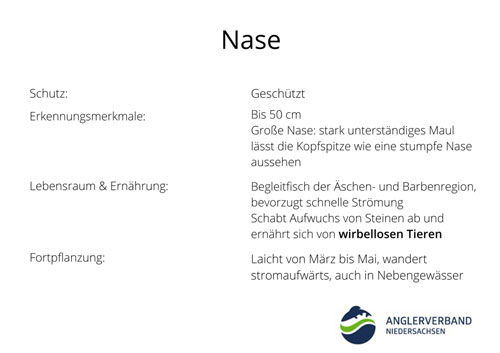 Nase
Schutz: Geschützt
Erkennungsmerkmale: Bis 50 cm
Große Nase: stark unterständiges Maul
lässt die Kopfspitze wie eine stumpfe Nase
aussehen
Lebensraum & Ernährung: Begleitfisch der Äschen- und Barbenregion,
bevorzugt schnelle Strömung
Schabt Aufwuchs von Steinen ab und
ernährt sich von wirbellosen Tieren
Fortpflanzung: Laicht von März bis Mai, wandert
stromaufwärts, auch in Nebengewässer
ANGLERVERBAND
NIEDERSACHSEN